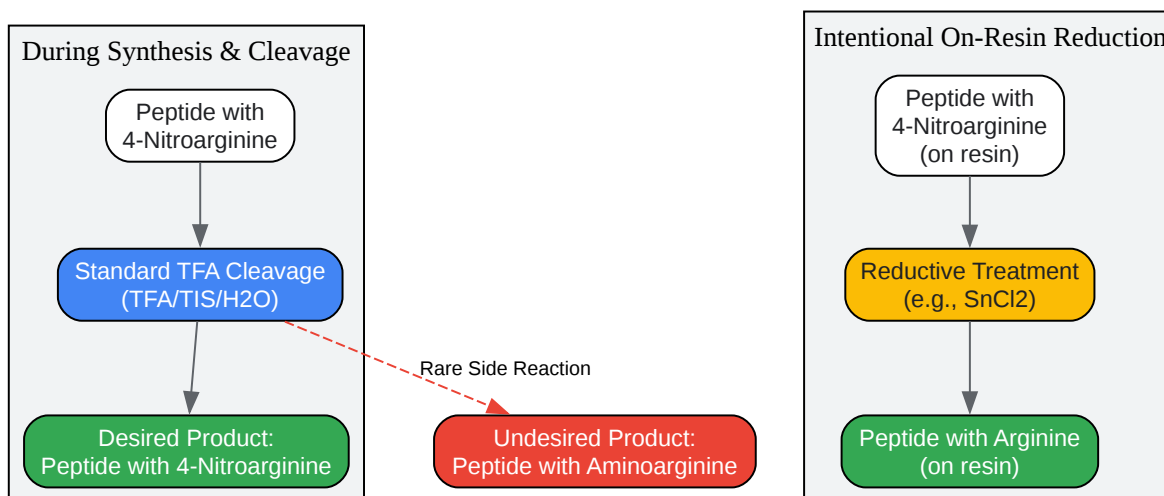 During Synthesis & Cleavage
Peptide with
4-Nitroarginine
Standard TFA Cleavage
(TFA/TIS/H2O)
Rare Side Reaction
Desired Product:
Peptide with 4-Nitroarginine
Undesired Product:
Peptide with Aminoarginine
Intentional On-Resin Reduction
Peptide with
4-Nitroarginine
(on resin)
Reductive Treatment
(e.g., SnCl2)
Peptide with Arginine
(on resin)